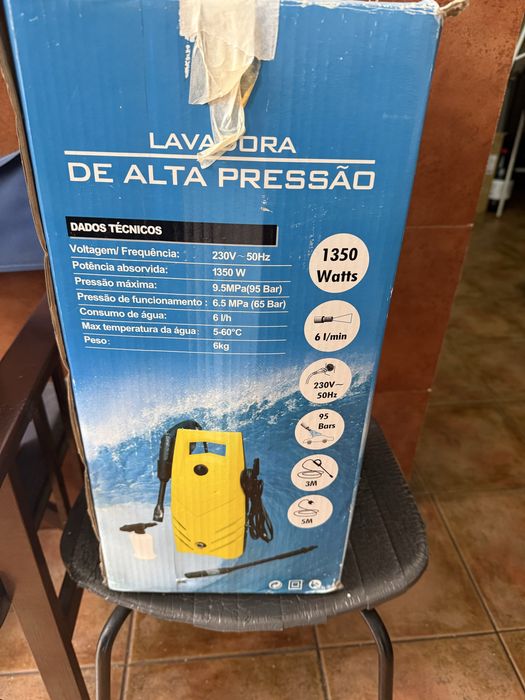 LAVADORA
DE ALTA PRESSÃO
DADOS TÉCNICOS
Voltagem/ Frequência: 230V ~ 50Hz
Potência absorvida: 1350 W
Pressão máxima: 9.5MPa(95 Bar)
Pressão de funcionamento : 6.5 MPa (65 Bar)
Consumo de água: 6 l/h
Max temperatura da água: 5-60°C
Peso: 6kg
1350
Watts
6 l/min
230V~
50Hz
95
Bars
3M
5M